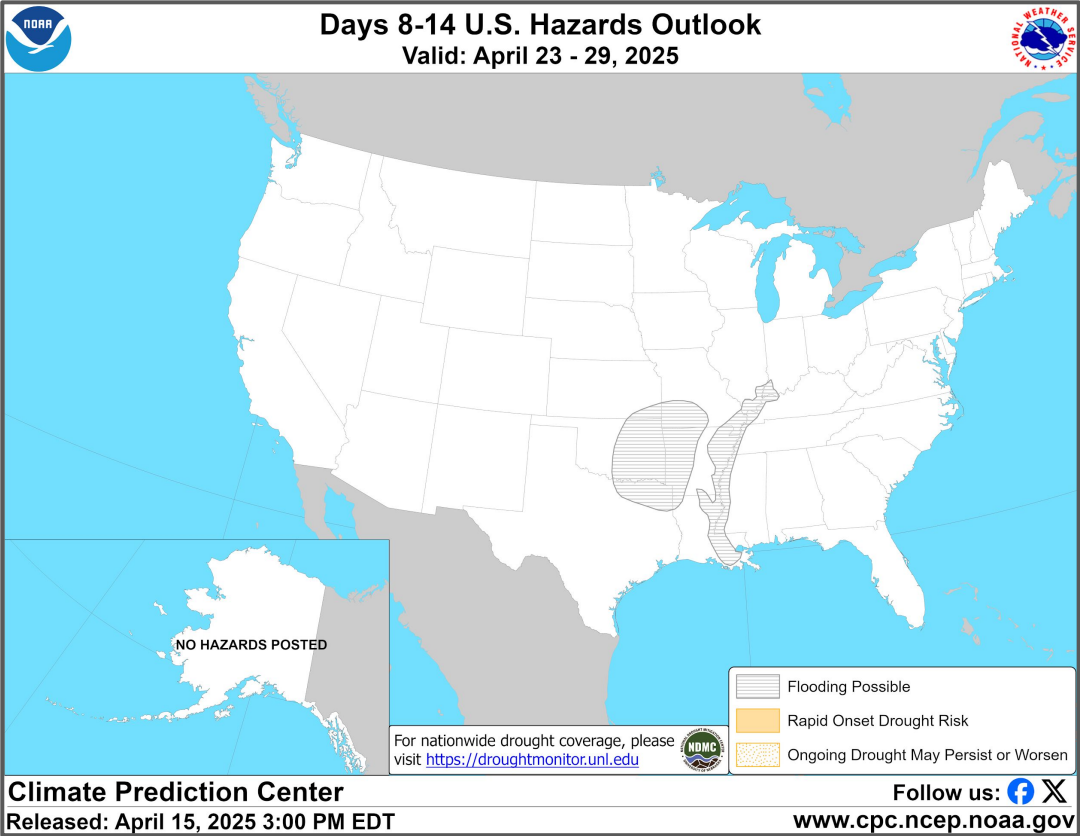 NOAA
Days 8-14 U.S. Hazards Outlook
Valid: April 23 - 29, 2025
NATIONAL WEATHER SERVICE
NO HAZARDS POSTED
For nationwide drought coverage, please
visit https://droughtmonitor.unl.edu
NDMC
Flooding Possible
Rapid Onset Drought Risk
Ongoing Drought May Persist or Worsen
Climate Prediction Center
Follow us:
Released: April 15, 2025 3:00 PM EDT
www.cpc.ncep.noaa.gov